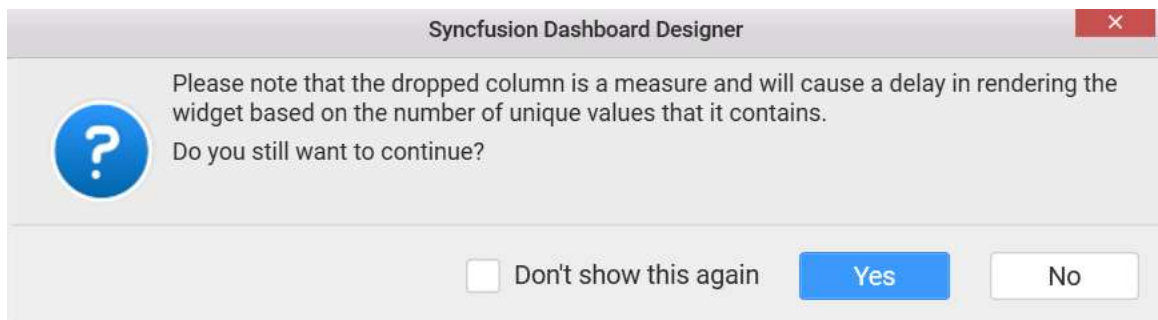 Syncfusion Dashboard Designer
Please note that the dropped column is a measure and will cause a delay in rendering the
widget based on the number of unique values that it contains.
Do you still want to continue?
Don't show this again
Yes
No